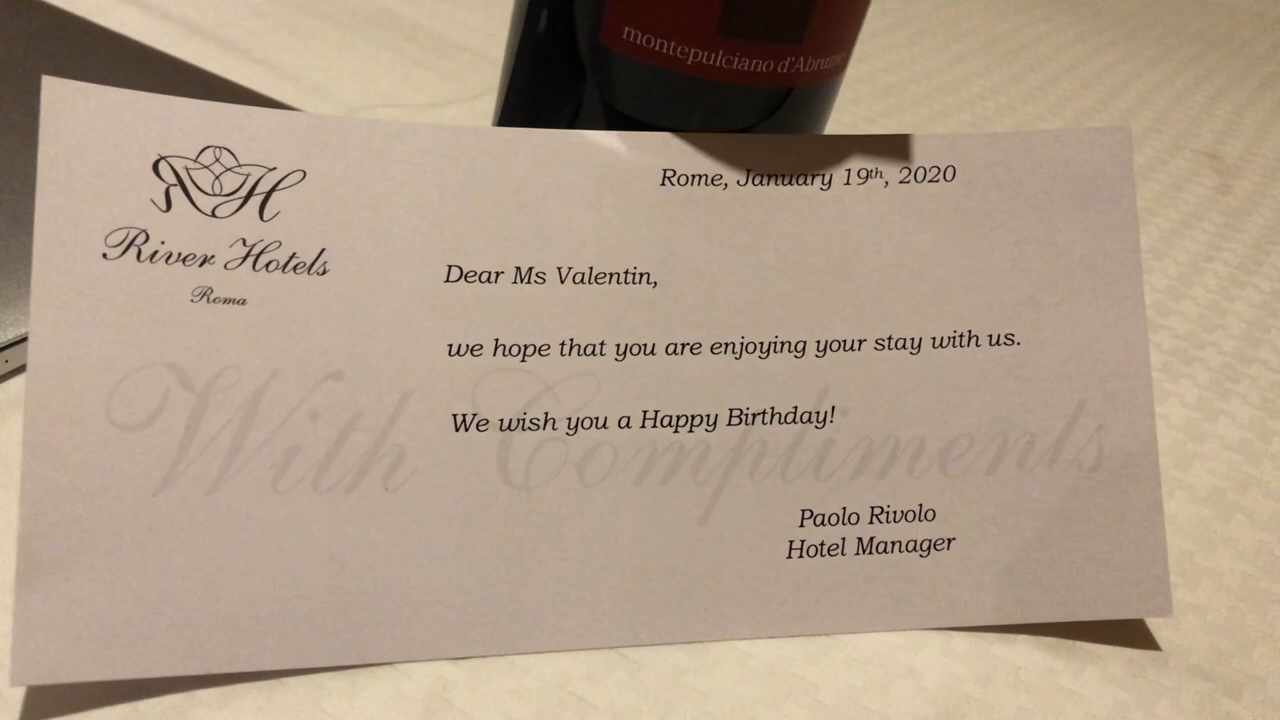 montepulciano d'Abruzzo
RH
River Hotels
Roma
Rome, January 19th, 2020
Dear Ms Valentin,
we hope that you are enjoying your stay with us.
We wish you a Happy Birthday!
With Compliments
Paolo Rivolo
Hotel Manager